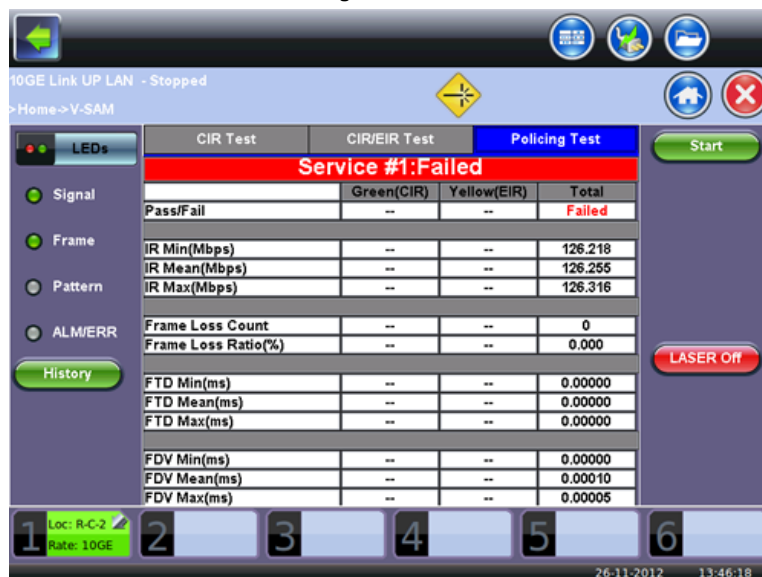 10GE Link UP LAN - Stopped
>Home->V-SAM
LEDs
CIR Test CIR/EIR Test Policing Test
Start
Service #1:Failed
Green(CIR) Yellow(EIR) Total
Signal
Pass/Fail -- -- Failed
Frame
IR Min(Mbps) -- -- 126.218
IR Mean(Mbps) -- -- 126.255
IR Max(Mbps) -- -- 126.316
Pattern
Frame Loss Count -- -- 0
Frame Loss Ratio(%) -- -- 0.000
ALM/ERR
LASER Off
History
FTD Min(ms) -- -- 0.00000
FTD Mean(ms) -- -- 0.00000
FTD Max(ms) -- -- 0.00000
FDV Min(ms) -- -- 0.00000
FDV Mean(ms) -- -- 0.00010
FDV Max(ms) -- -- 0.00005
1 Loc: R-C-2
Rate: 10GE
2 3 4 5 6
26-11-2012 13:46:18